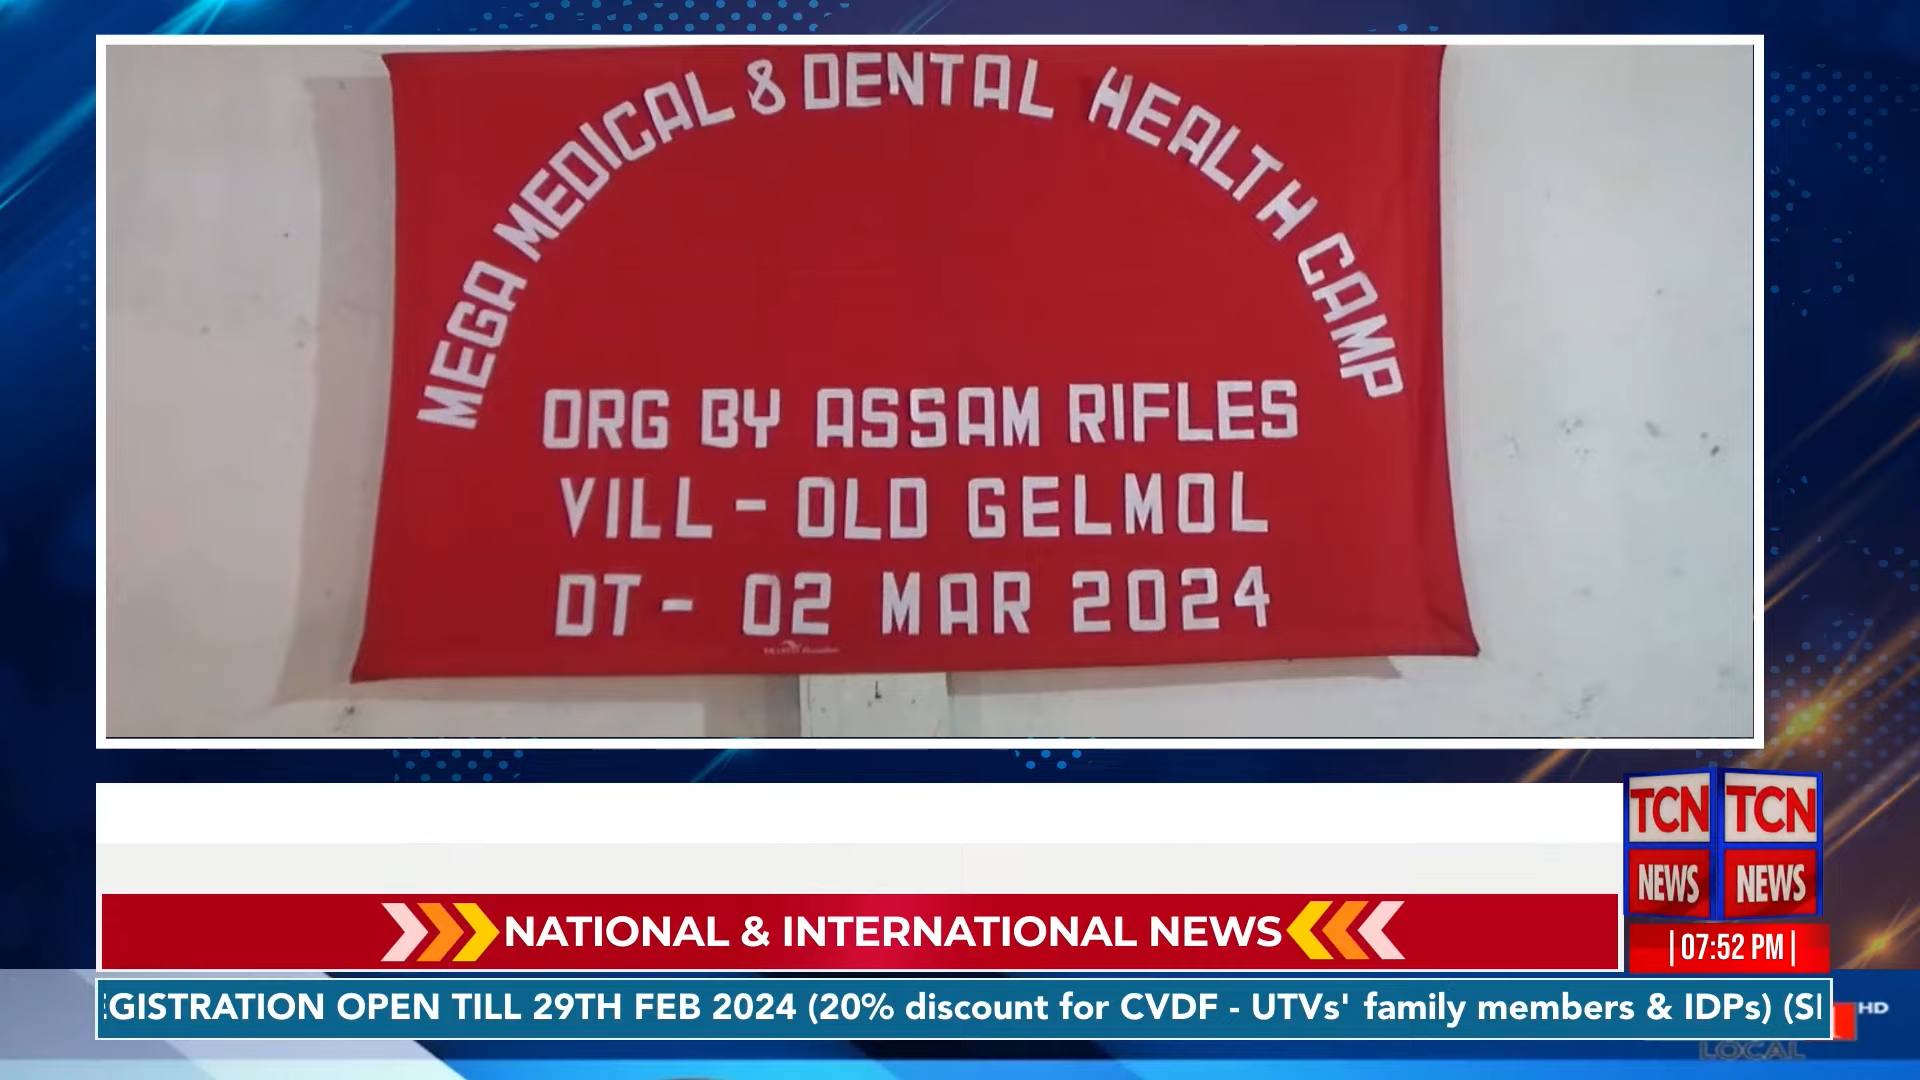 MEGA MEDICAL & DENTAL HEALTH CAMP
ORG BY ASSAM RIFLES
VILL - OLD GELMOL
DT - 02 MAR 2024
TCN TCN
NEWS NEWS
NATIONAL & INTERNATIONAL NEWS
|07:52 PM|
EGISTRATION OPEN TILL 29TH FEB 2024 (20% discount for CVDF - UTVs' family members & IDPs) (S
HD
LOCAL